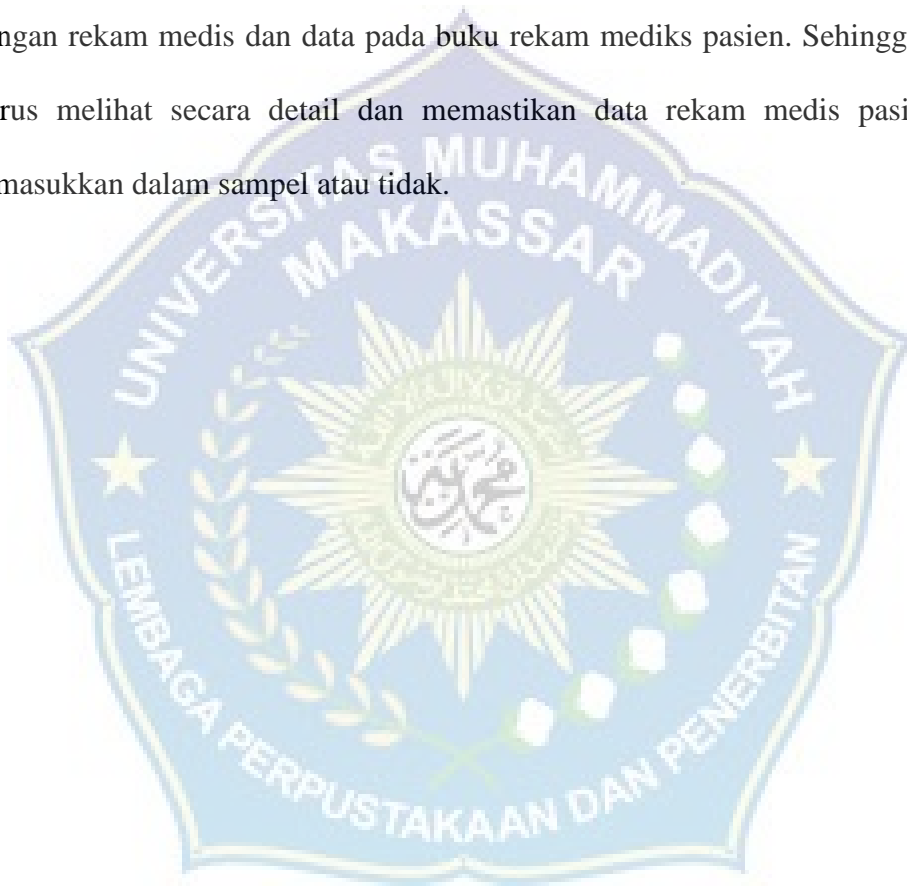 ngan rekam medis dan data pada buku rekam mediks pasien. Sehingg
rus melihat secara detail dan memastikan data rekam medis pasi
masukkan dalam sampel atau tidak.
UNIVERSITAS MUHAMMADIYAH
MAKASSAR
LEMBAGA PERPUSTAKAAN DAN PENERBITAN